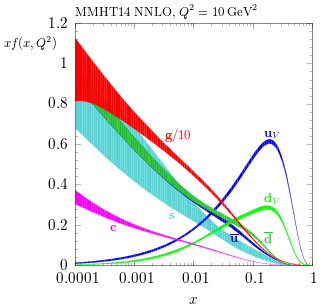 MMHT14 NNLO, Q² = 10 GeV²
1.2
xf(x, Q²)
1
0.8
g/10
u_V
0.6
0.4
d_V
s
0.2
c
u̅
d̅
0
0.0001
0.001
0.01
0.1
1
x